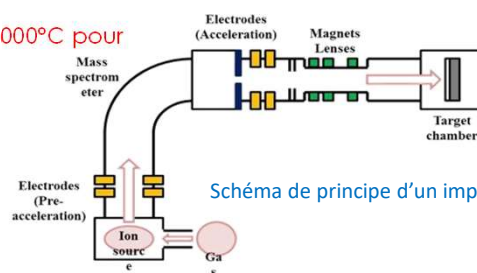 000°C pour
Electrodes
(Acceleration)
Magnets
Lenses
Mass
spectrom
eter
Target
chamber
Electrodes
(Pre-
acceleration)
Schéma de principe d'un imp
Ion
sourc
e
Ga
s